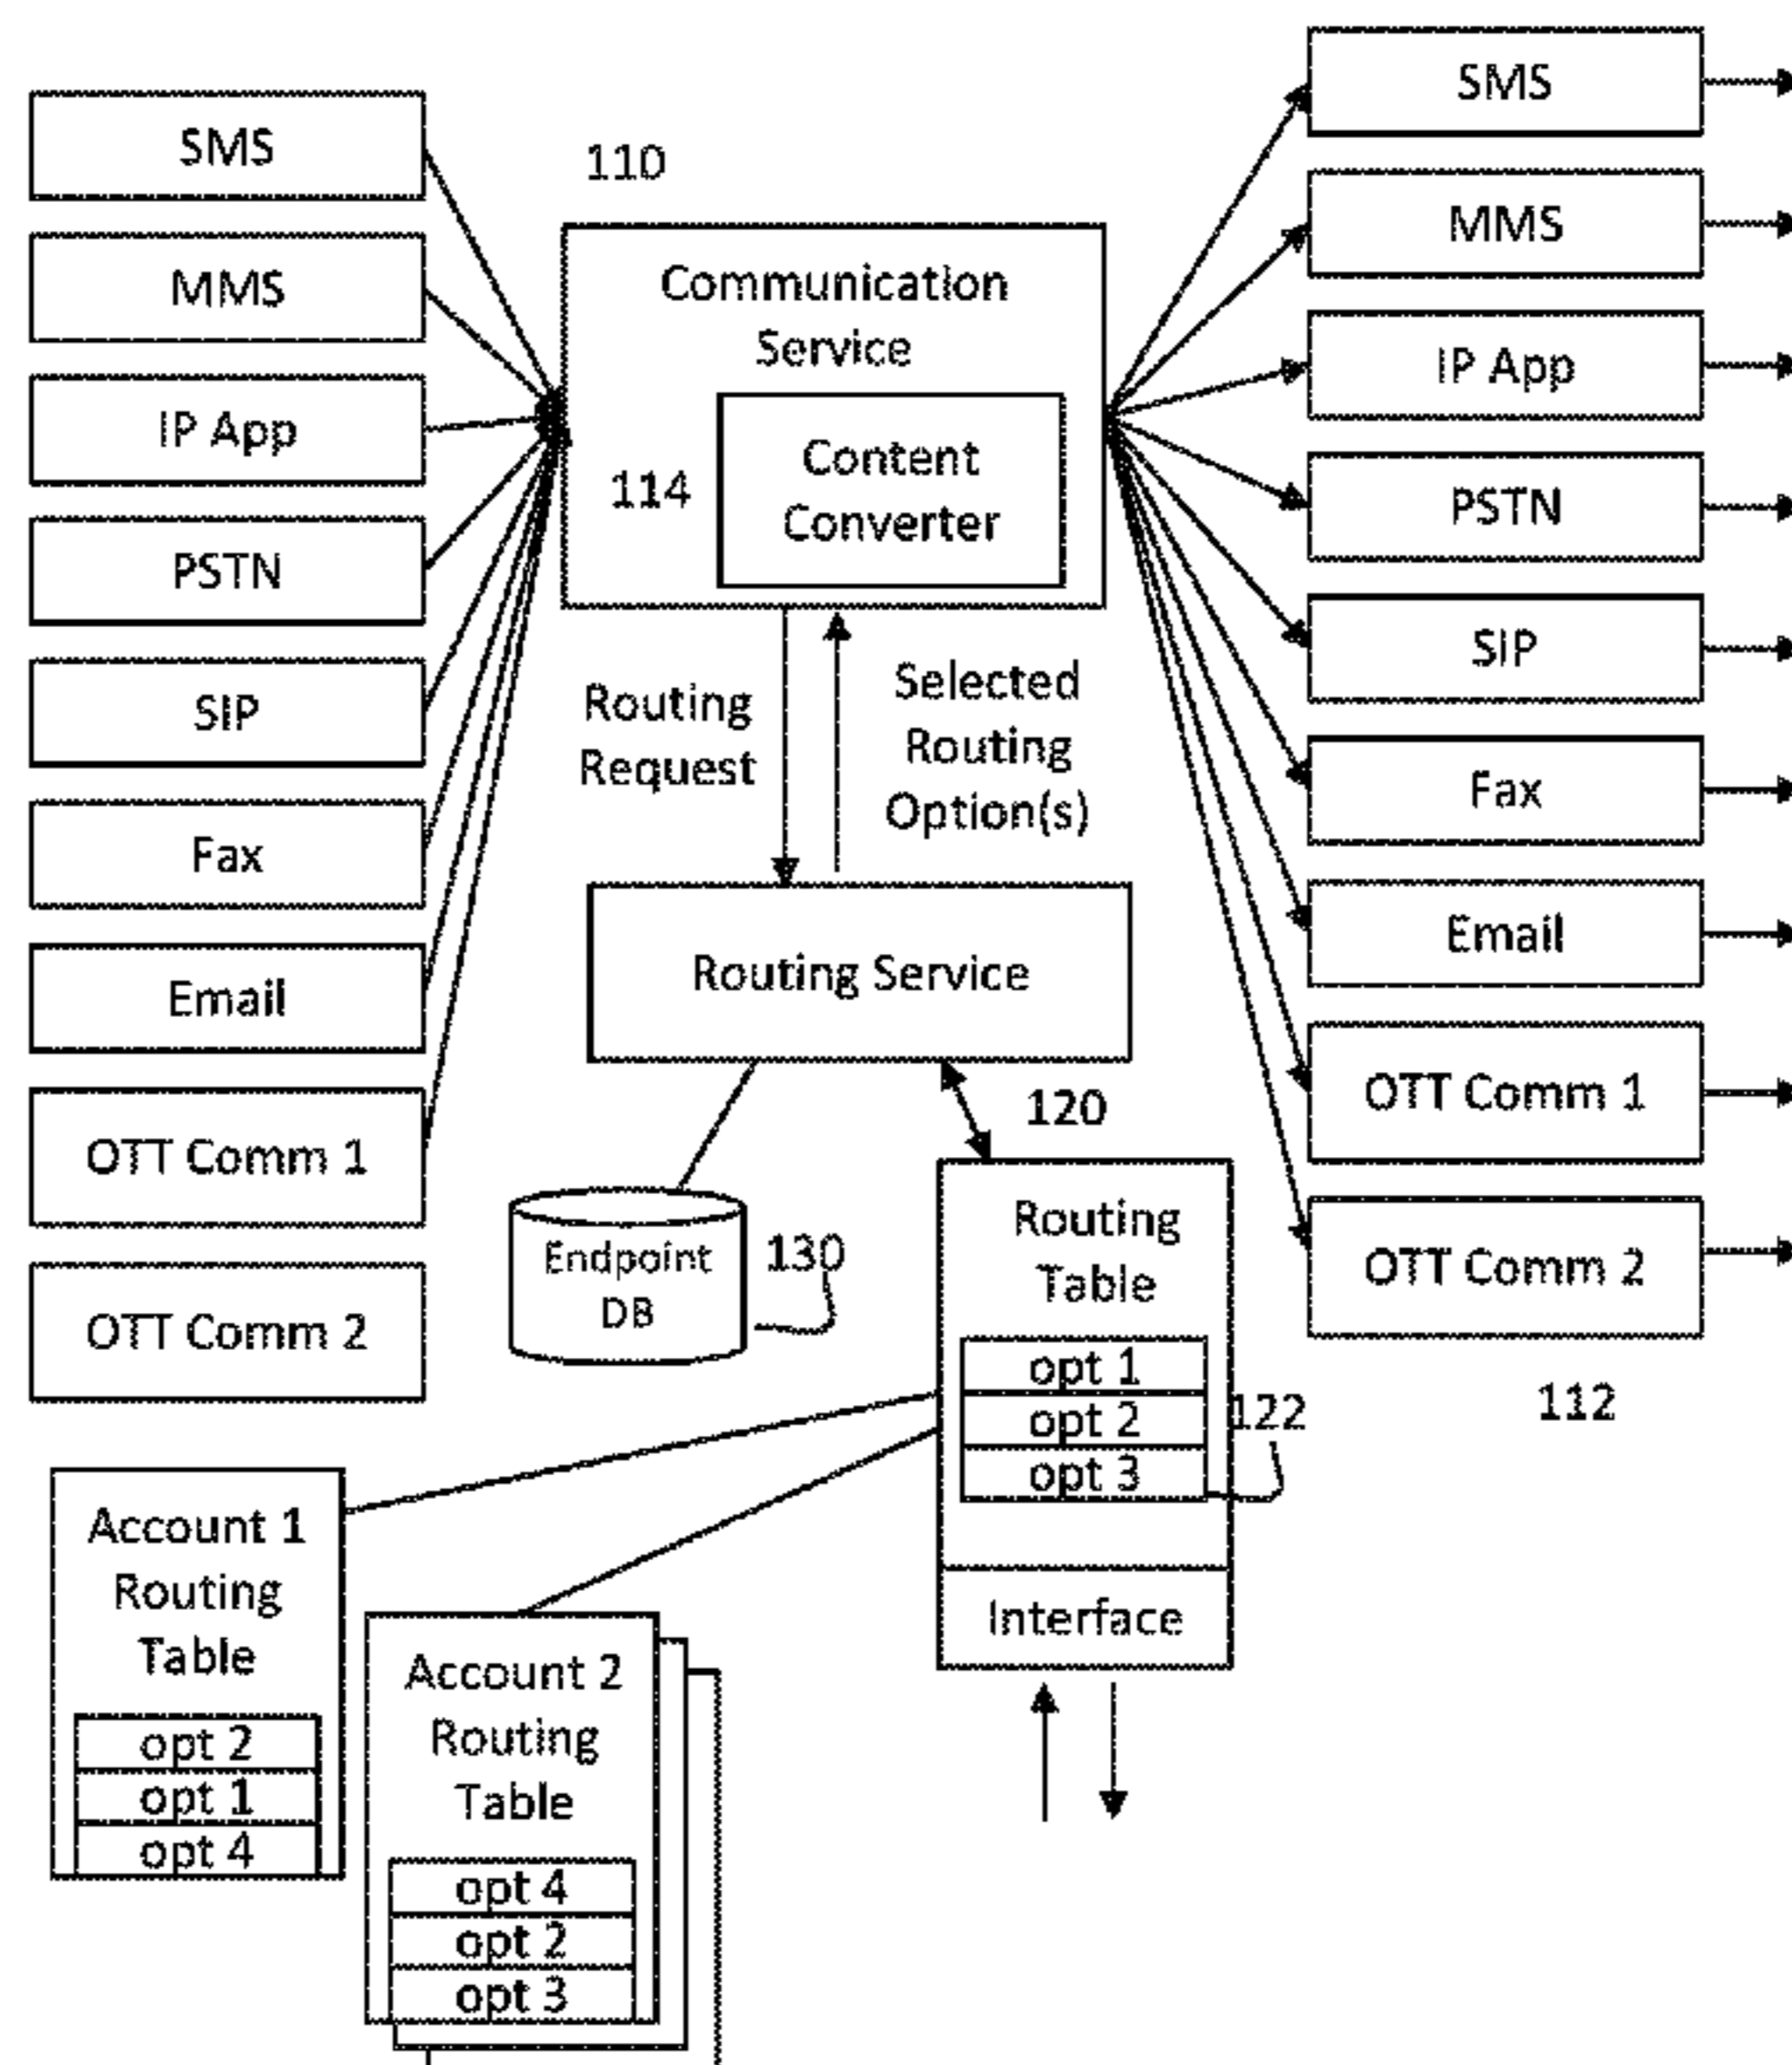 SMS
MMS
IP App
PSTN
SIP
Fax
Email
OTT Comm 1
OTT Comm 2
110
Communication
Service
114
Content
Converter
Routing
Request
Selected
Routing
Option(s)
Routing Service
120
Endpoint
DB
130
Routing
Table
opt 1
opt 2
opt 3
122
Interface
Account 1
Routing
Table
opt 2
opt 1
opt 4
Account 2
Routing
Table
opt 4
opt 2
opt 3
SMS
MMS
IP App
PSTN
SIP
Fax
Email
OTT Comm 1
OTT Comm 2
112